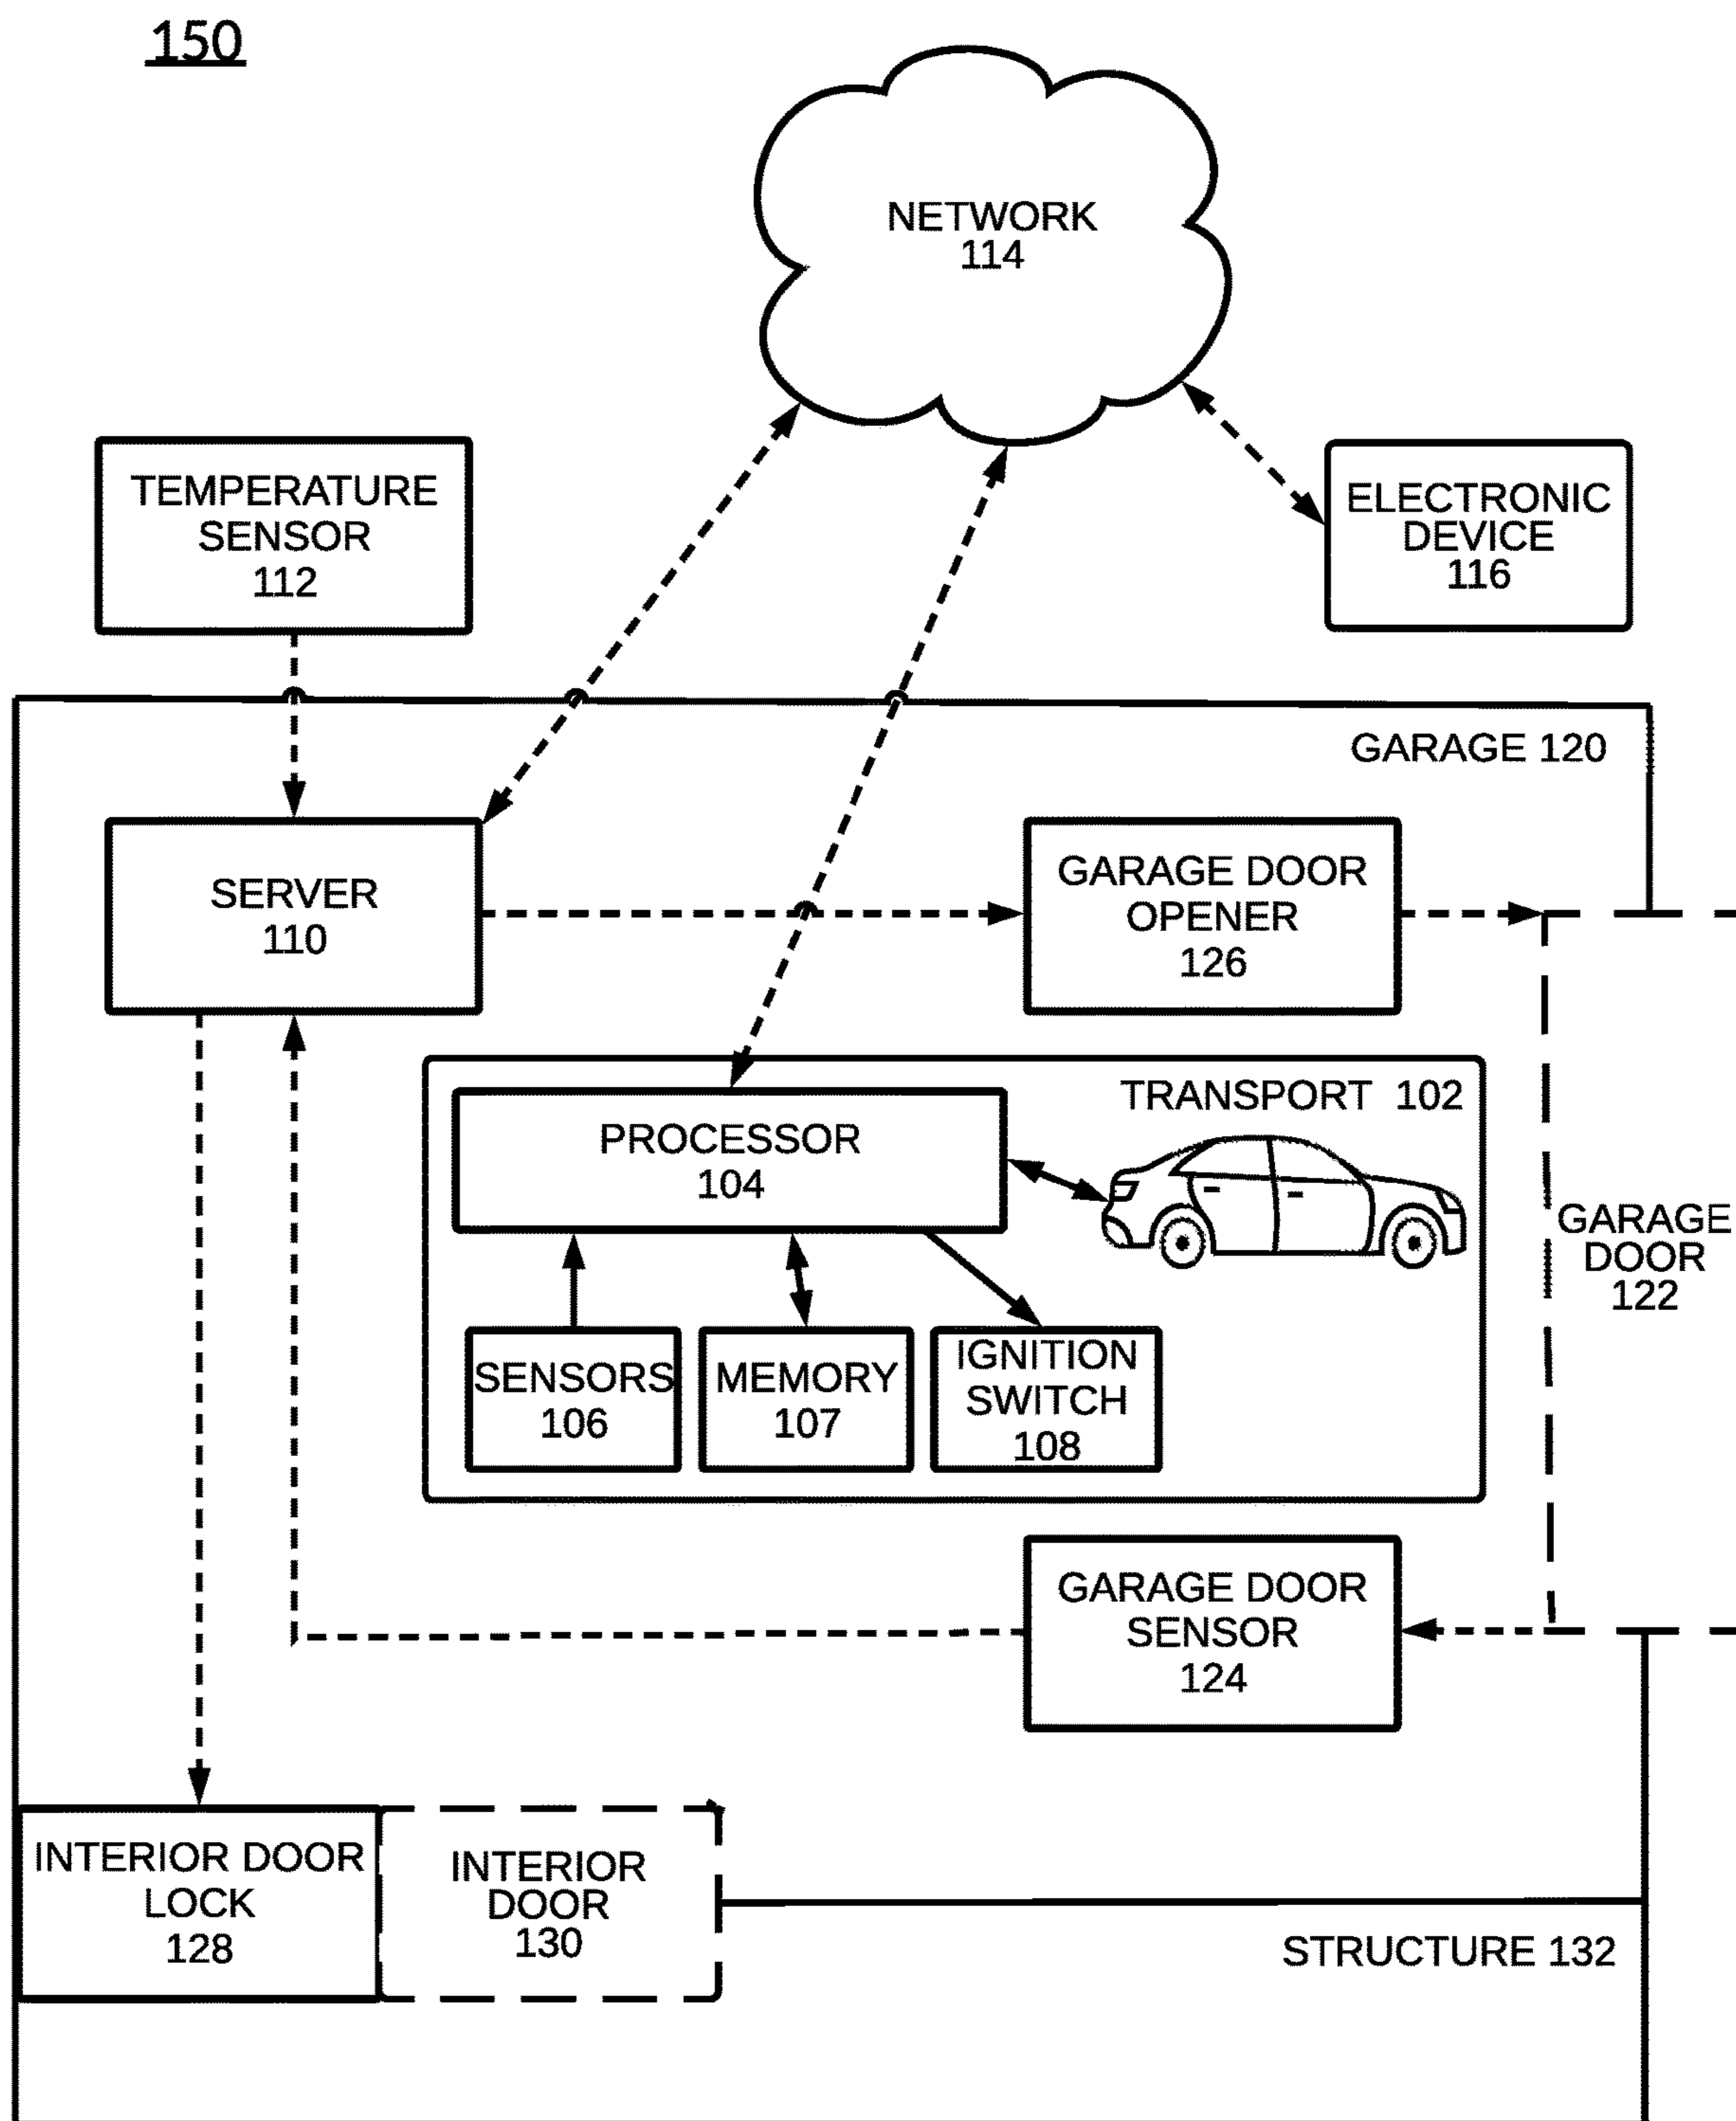 150
NETWORK
114
TEMPERATURE
SENSOR
112
ELECTRONIC
DEVICE
116
GARAGE 120
SERVER
110
GARAGE DOOR
OPENER
126
TRANSPORT 102
PROCESSOR
104
GARAGE
DOOR
122
SENSORS
106
MEMORY
107
IGNITION
SWITCH
108
GARAGE DOOR
SENSOR
124
INTERIOR DOOR
LOCK
128
INTERIOR
DOOR
130
STRUCTURE 132